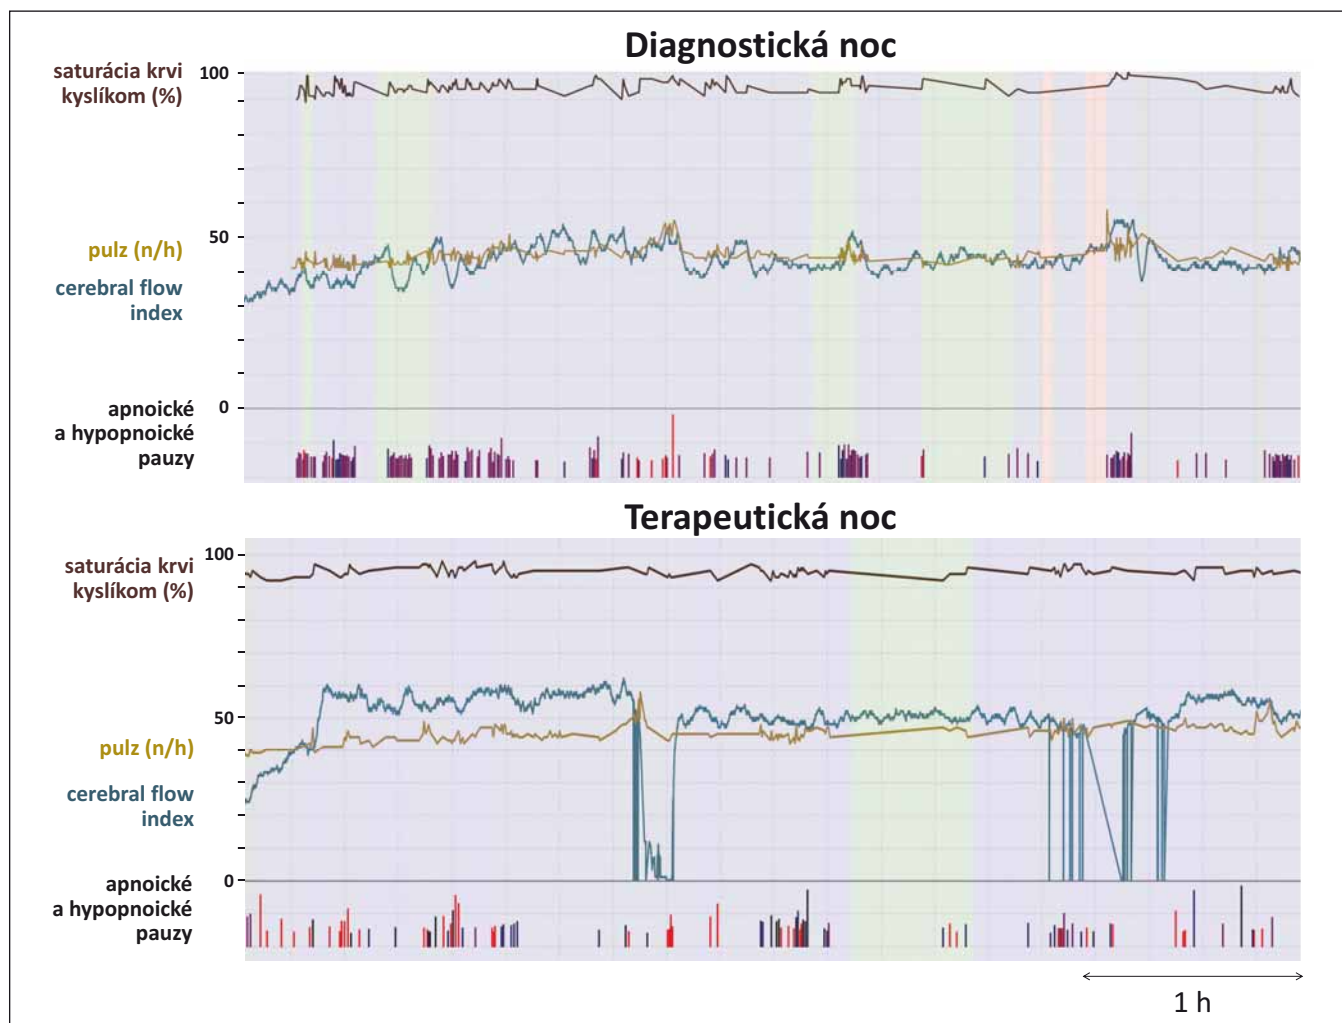 Diagnostická noc
saturácia krvi
kyslíkom (%)
100
50
pulz (n/h)
cerebral flow
index
0
apnoické
a hypopnoické
pauzy
Terapeutická noc
100
saturácia krvi
kyslíkom (%)
50
pulz (n/h)
cerebral flow
index
0
apnoické
a hypopnoické
pauzy
1 h